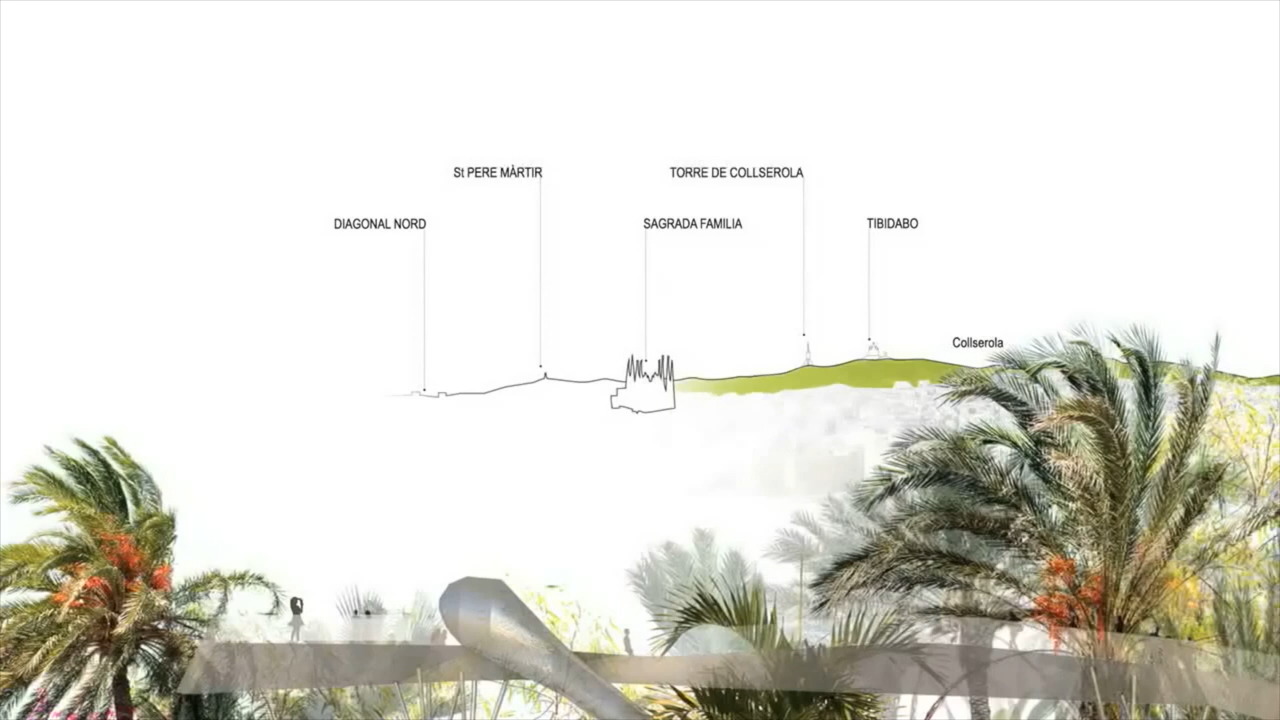 St PERE MÀRTIR
TORRE DE COLLSEROLA
DIAGONAL NORD
SAGRADA FAMILIA
TIBIDABO
Collserola